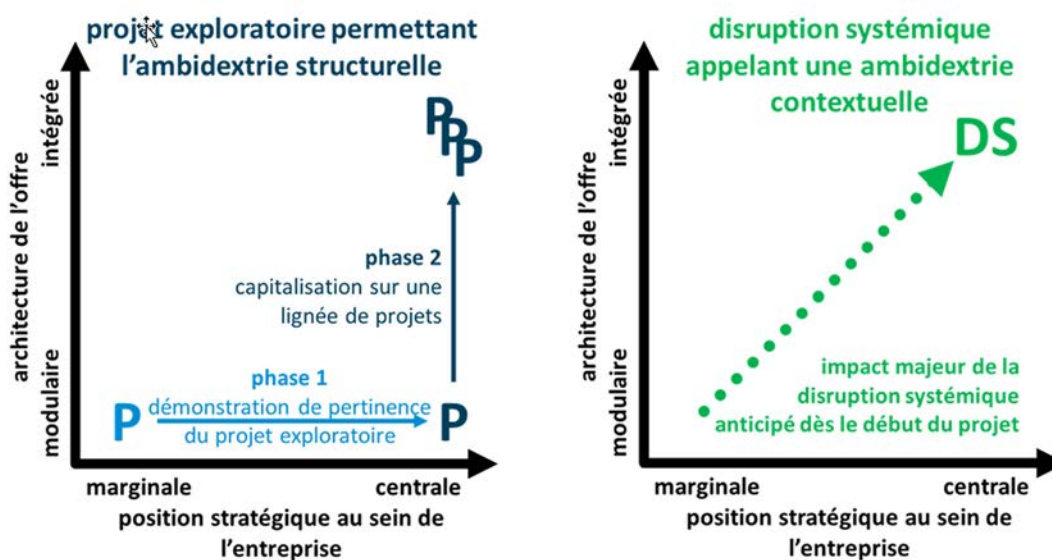 projet exploratoire permettant
l'ambidextrie structurelle
intégrée
architecture de l'offre
modulaire
P
P
P
phase 2
capitalisation sur une
lignée de projets
phase 1
démonstration de pertinence
du projet exploratoire
P
P
marginale
centrale
position stratégique au sein de
l'entreprise
disruption systémique
appelant une ambidextrie
contextuelle
intégrée
architecture de l'offre
modulaire
DS
impact majeur de la
disruption systémique
anticipé dès le début du projet
marginale
centrale
position stratégique au sein de
l'entreprise